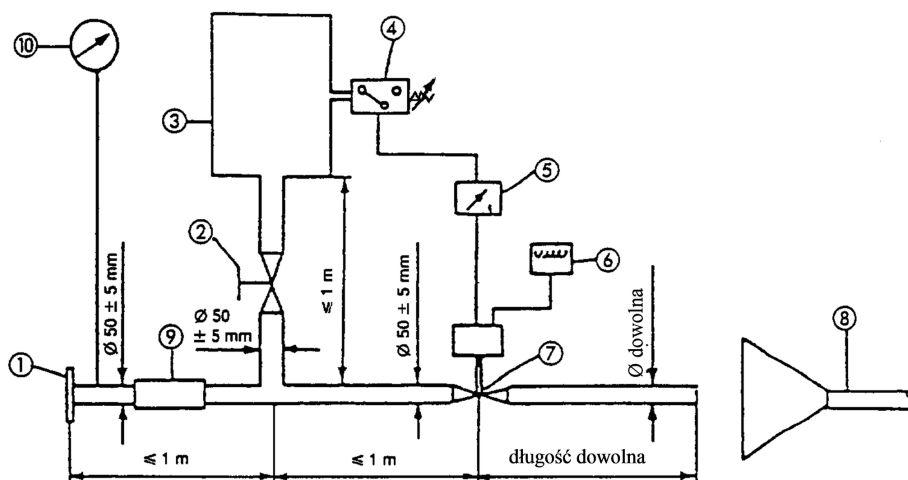 10
4
3
5
2
6
⩽ 1 m
Ø 50 ± 5 mm
Ø 50
± 5 mm
Ø 50 ± 5 mm
Ø dowolna
7
8
1
9
⩽ 1 m
⩽ 1 m
długość dowolna